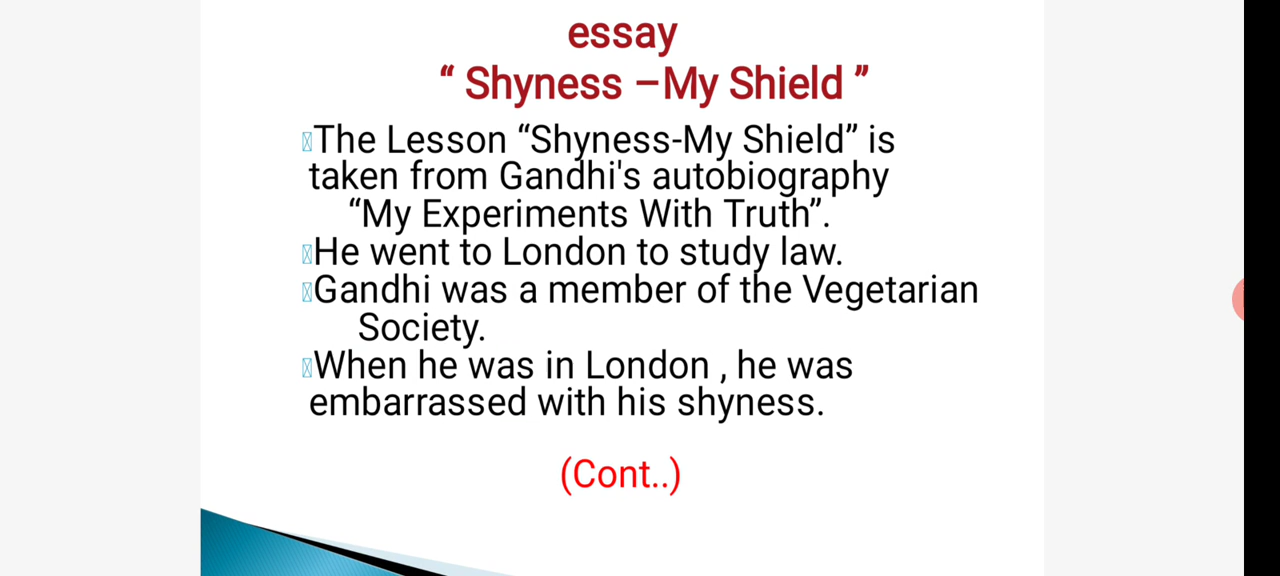 essay
“ Shyness –My Shield ”
The Lesson “Shyness-My Shield” is
taken from Gandhi's autobiography
“My Experiments With Truth”.
He went to London to study law.
Gandhi was a member of the Vegetarian
Society.
When he was in London , he was
embarrassed with his shyness.
(Cont..)